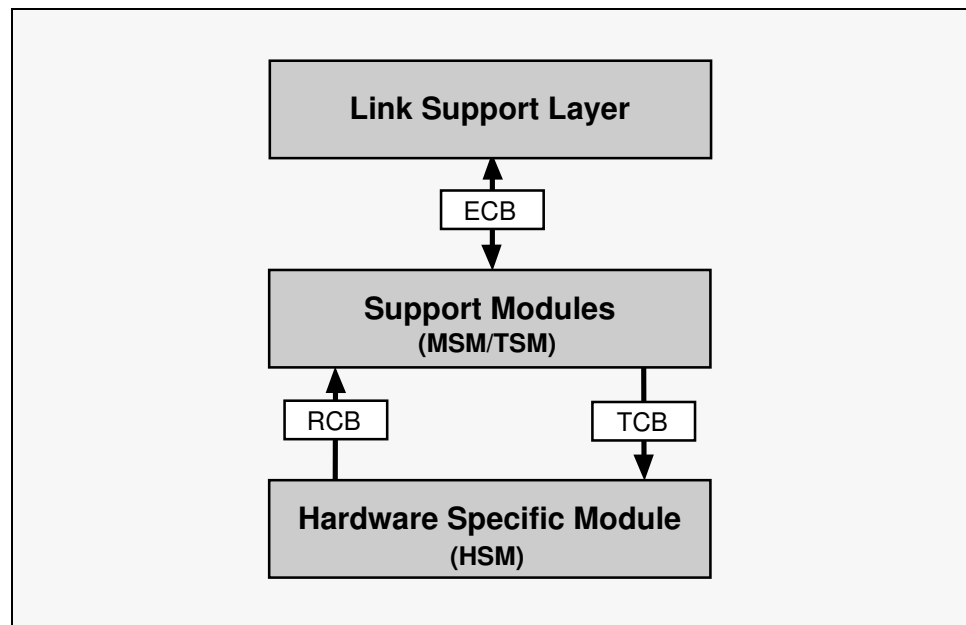 Link Support Layer
ECB
Support Modules
(MSM/TSM)
RCB
TCB
Hardware Specific Module
(HSM)